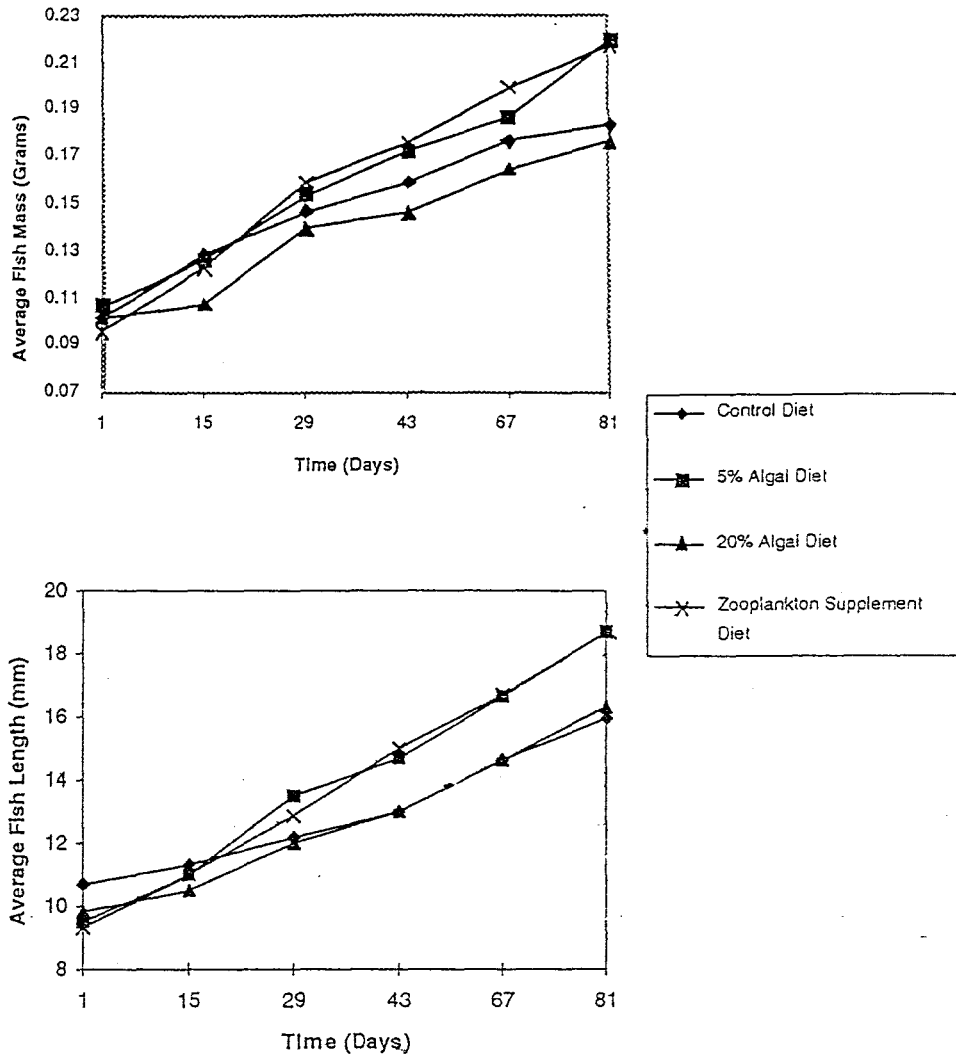 0.23
0.21
0.19
0.17
0.15
0.13
0.11
0.09
0.07
Average Fish Mass (Grams)
1 15 29 43 67 81
Time (Days)
Control Diet
5% Algal Diet
20% Algal Diet
Zooplankton Supplement
Diet
20
18
16
14
12
10
8
Average Fish Length (mm)
1 15 29 43 67 81
Time (Days)